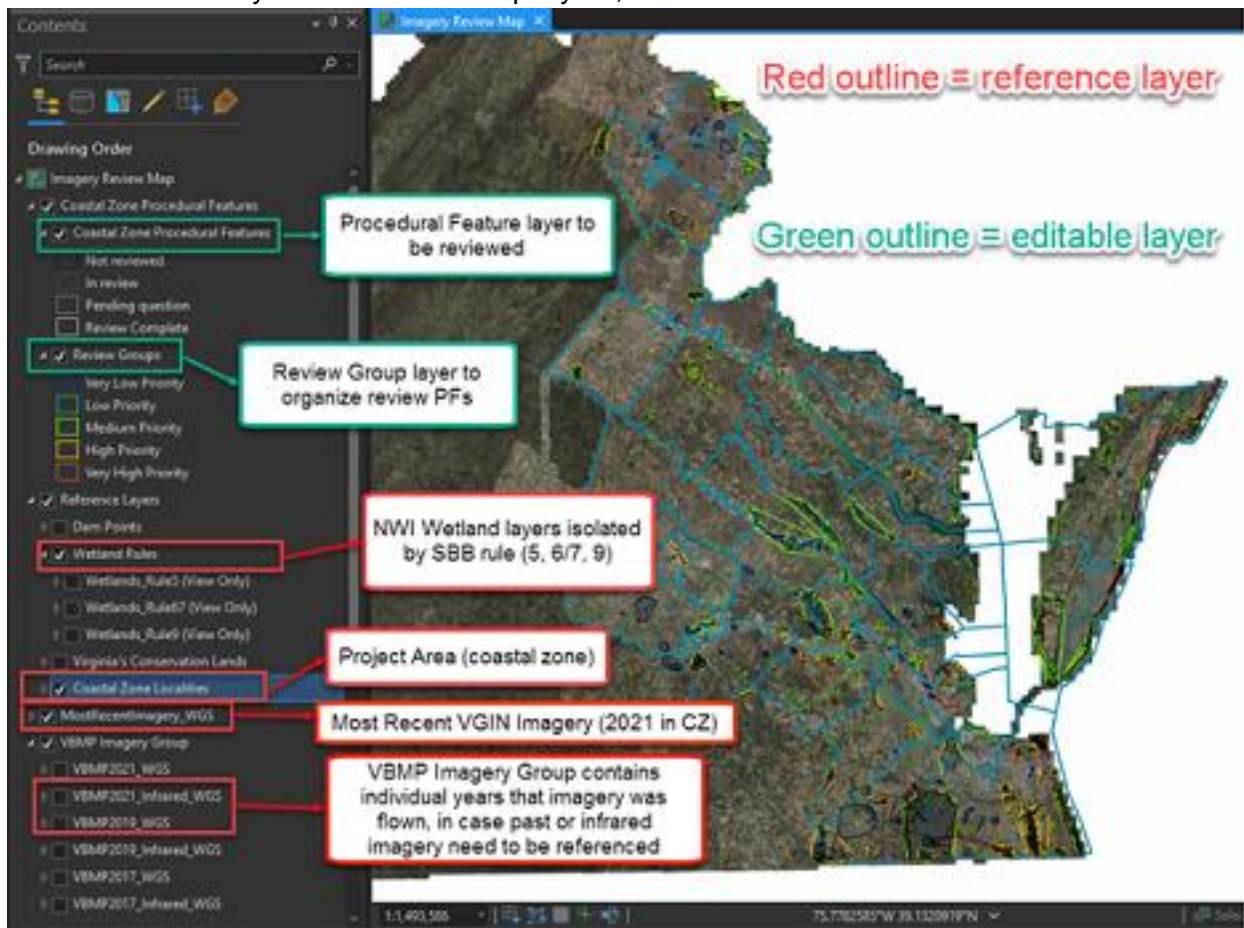 Contents
Search
Drawing Order
Imagery Review Map
Coastal Zone Procedural Features
Coastal Zone Procedural Features
Not reviewed
In review
Pending question
Review Complete
Review Groups
Very Low Priority
Low Priority
Medium Priority
High Priority
Very High Priority
Reference Layers
Dam Points
Wetland Rules
Wetlands_Rule5 (View Only)
Wetlands_Rule67 (View Only)
Wetlands_Rule9 (View Only)
Virginia's Conservation Lands
Coastal Zone Localities
MostRecentImagery_WGS
VBMP Imagery Group
VBMP2021_WGS
VBMP2021_Infrared_WGS
VBMP2019_WGS
VBMP2019_Infrared_WGS
VBMP2017_WGS
VBMP2017_Infrared_WGS
Imagery Review Map
Red outline = reference layer
Green outline = editable layer
Procedural Feature layer to
be reviewed
Review Group layer to
organize review PFs
NWI Wetland layers isolated
by SBB rule (5, 6/7, 9)
Project Area (coastal zone)
Most Recent VGIN Imagery (2021 in CZ)
VBMP Imagery Group contains
individual years that imagery was
flown, in case past or infrared
imagery need to be referenced
1:1,493,586
75.7782585°W 39.1320919°N